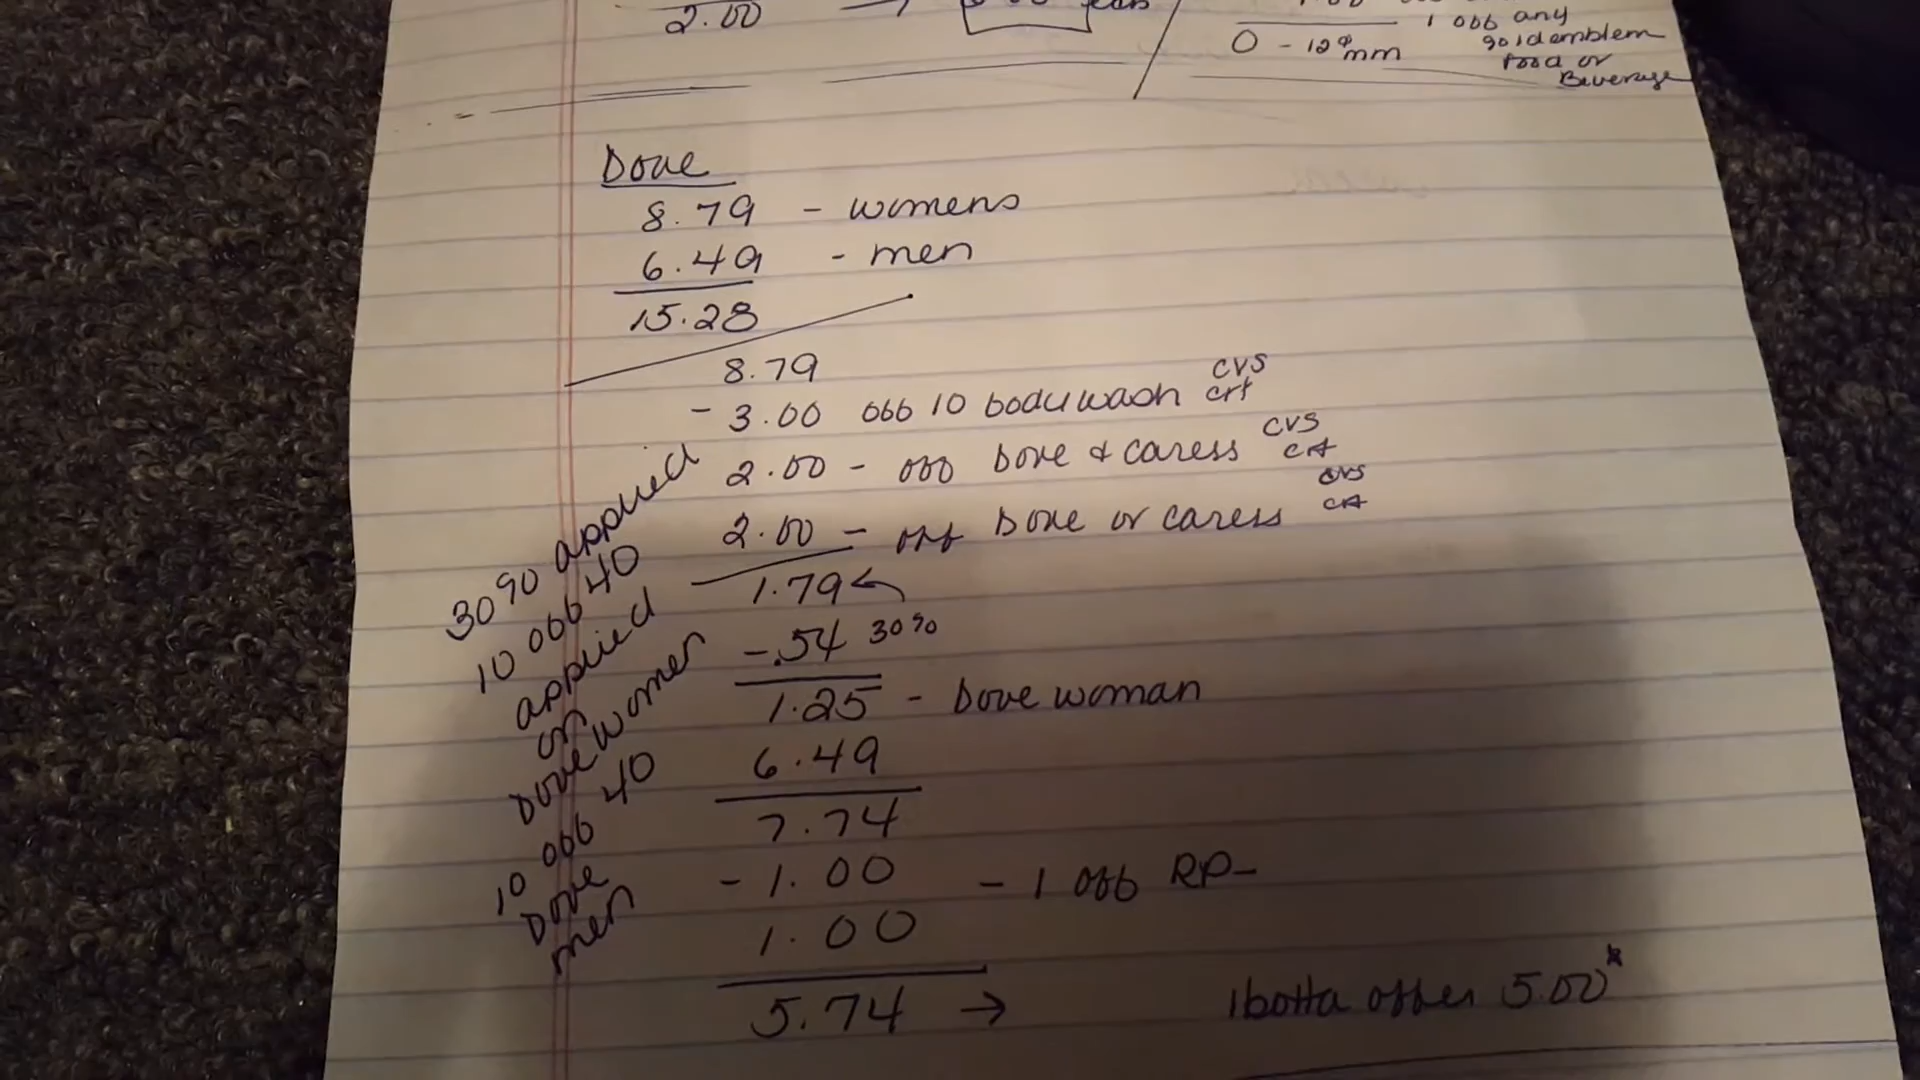 2.00
1 off any
0 - 12 mm gold emblem
food or
Beverage
Dove
8.79 - womens
6.49 - men
15.28
8.79
- 3.00 off 10 bodywash CVS crt
2.00 - off Dove & caress CVS crt
2.00 - off Dove or caress CVS crt
1.79
-.54 30%
1.25 - Dove woman
6.49
7.74
- 1.00 - 1 off RP-
1.00
5.74 → Ibotta offer 5.00*
30% applied
10 off 40
applied
on
Dove women
10 off 40
Dove
men